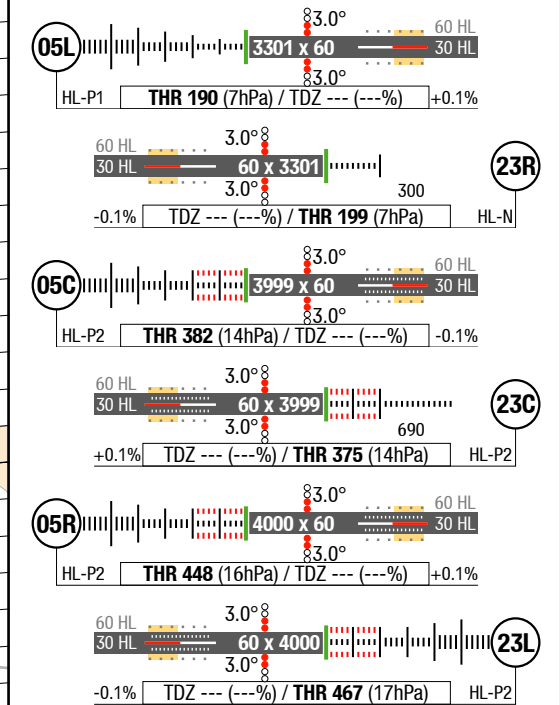 3.0°
60 HL
05L 3301 x 60 30 HL
3.0°
HL-P1 THR 190 (7hPa) / TDZ --- (---%) +0.1%
60 HL 3.0°
30 HL 60 x 3301 23R
3.0° 300
-0.1% TDZ --- (---%) / THR 199 (7hPa) HL-N
3.0°
60 HL
05C 3999 x 60 30 HL
3.0°
HL-P2 THR 382 (14hPa) / TDZ --- (---%) -0.1%
60 HL 3.0°
30 HL 60 x 3999 23C
3.0° 690
+0.1% TDZ --- (---%) / THR 375 (14hPa) HL-P2
3.0°
60 HL
05R 4000 x 60 30 HL
3.0°
HL-P2 THR 448 (16hPa) / TDZ --- (---%) +0.1%
60 HL 3.0°
30 HL 60 x 4000 23L
3.0°
-0.1% TDZ --- (---%) / THR 467 (17hPa) HL-P2